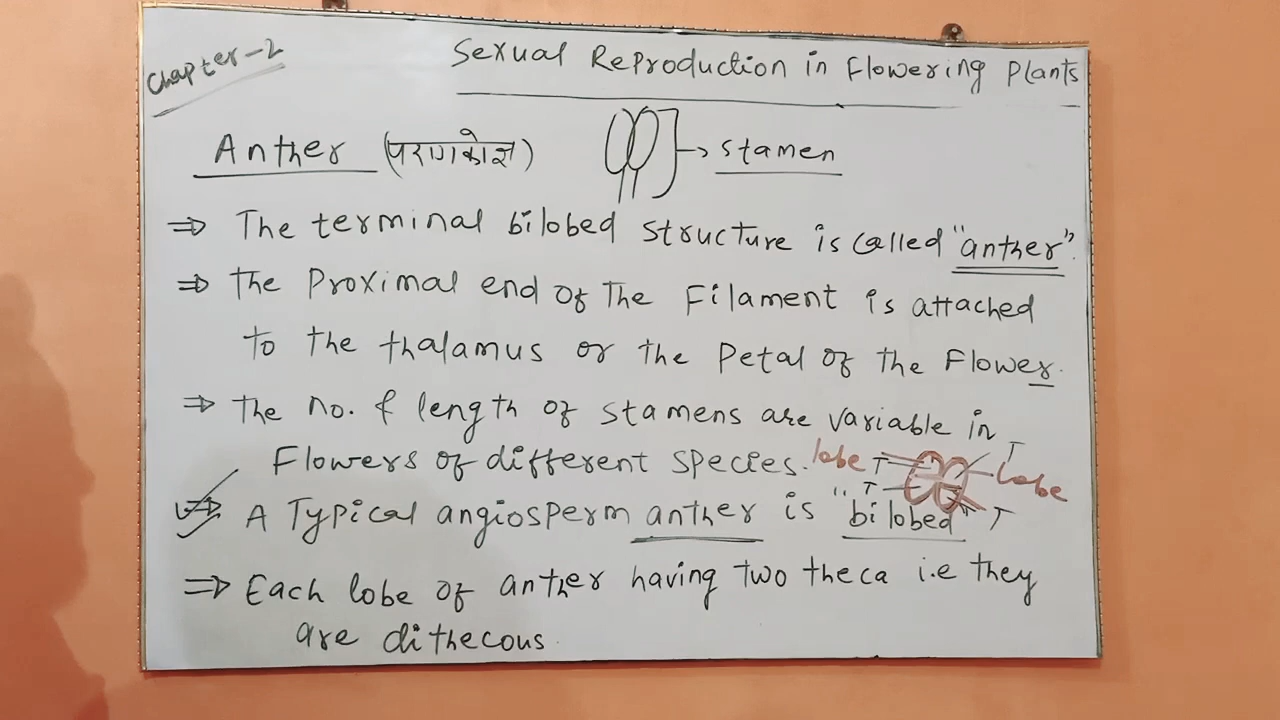 Chapter-2
Sexual Reproduction in Flowering Plants
Anther (परागकोश)
→ Stamen
⇒ The terminal bilobed structure is called "anther".
⇒ The Proximal end of The Filament is attached
to the thalamus or the Petal of the Flower.
⇒ The no. & length of stamens are variable in
Flowers of different species.
lobe T T
T lobe
⇒ A Typical angiosperm anther is "bilobed" T
⇒ Each lobe of anther having two theca i.e they
are dithecous.